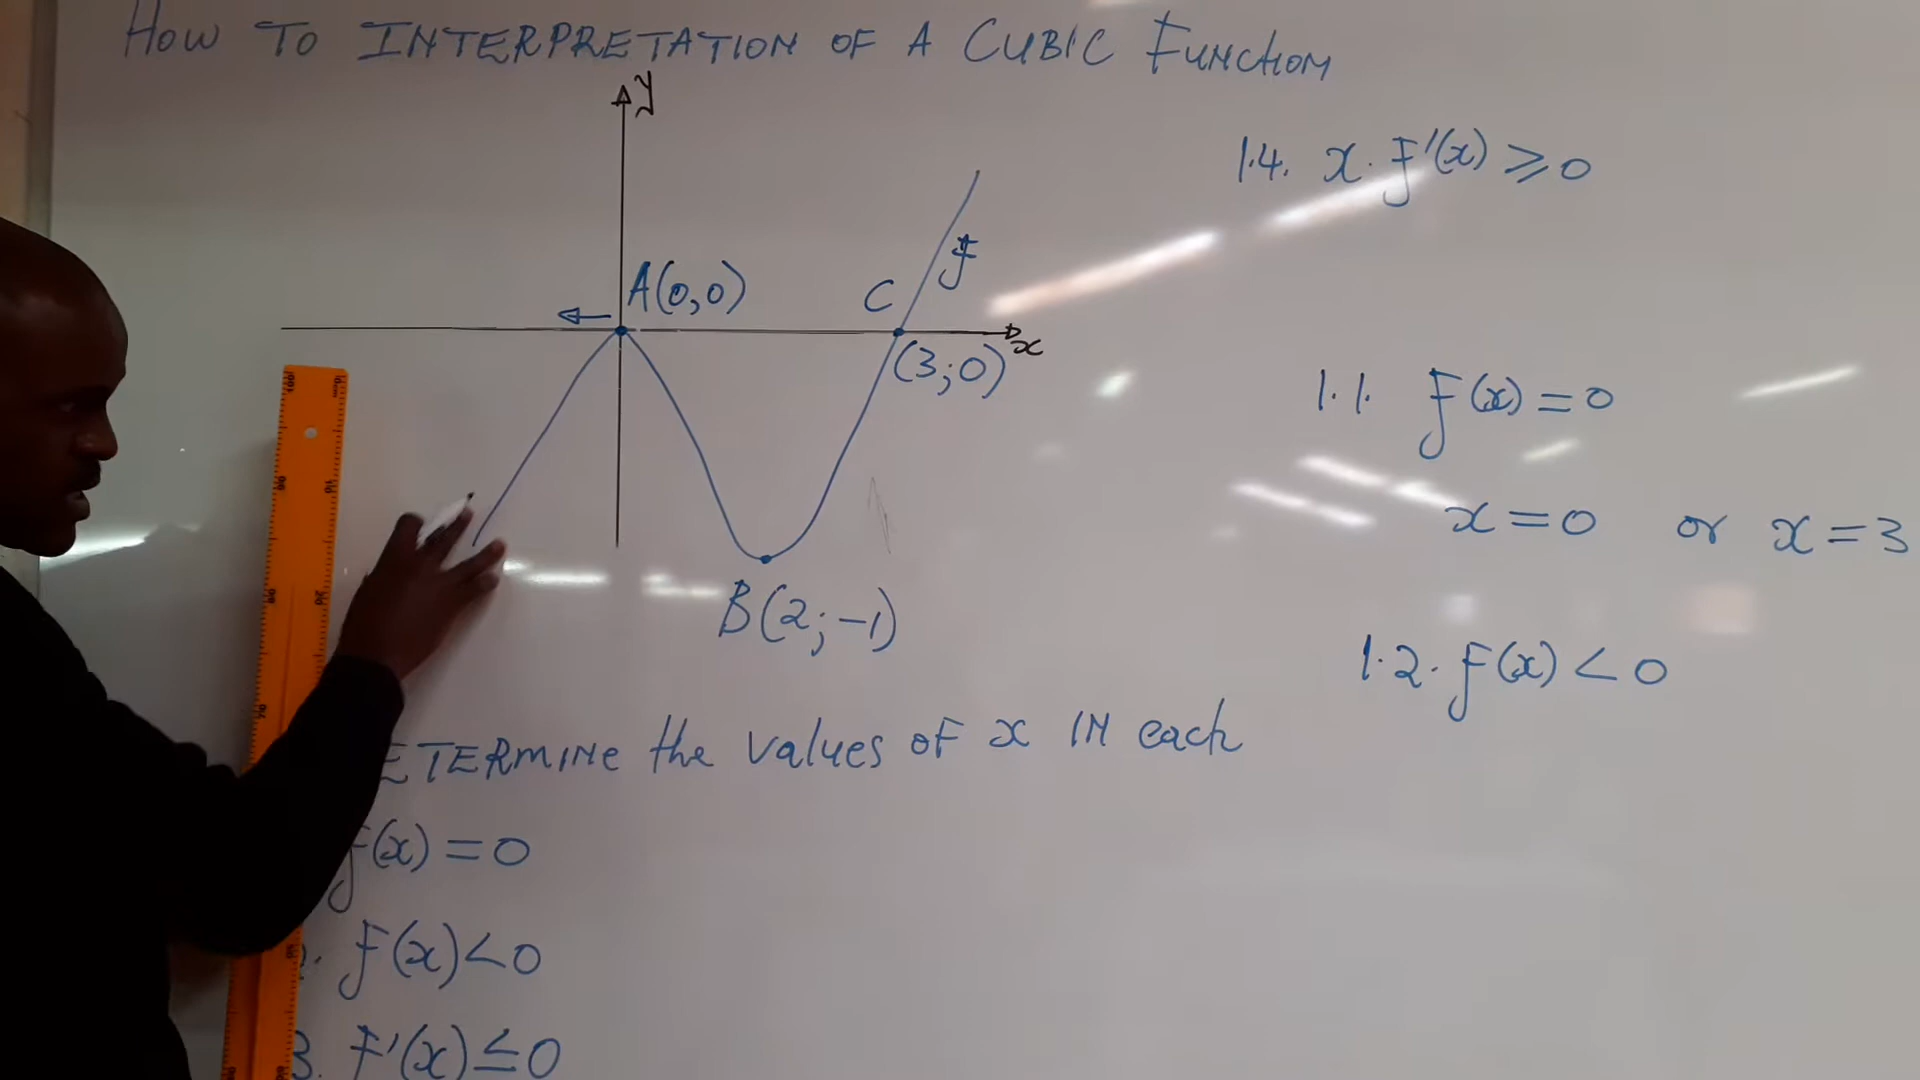 HOW TO INTERPRETATION OF A CUBIC FUNCTION
y
1.4. x. f'(x) ⩾ 0
f
A(0,0)
C
x
(3;0)
1.1. f(x) = 0
x = 0 or x = 3
B(2;-1)
1.2. f(x) < 0
ETERMINE the values of x IN each
f(x) = 0
2. f(x) < 0
3. f'(x) ≤ 0